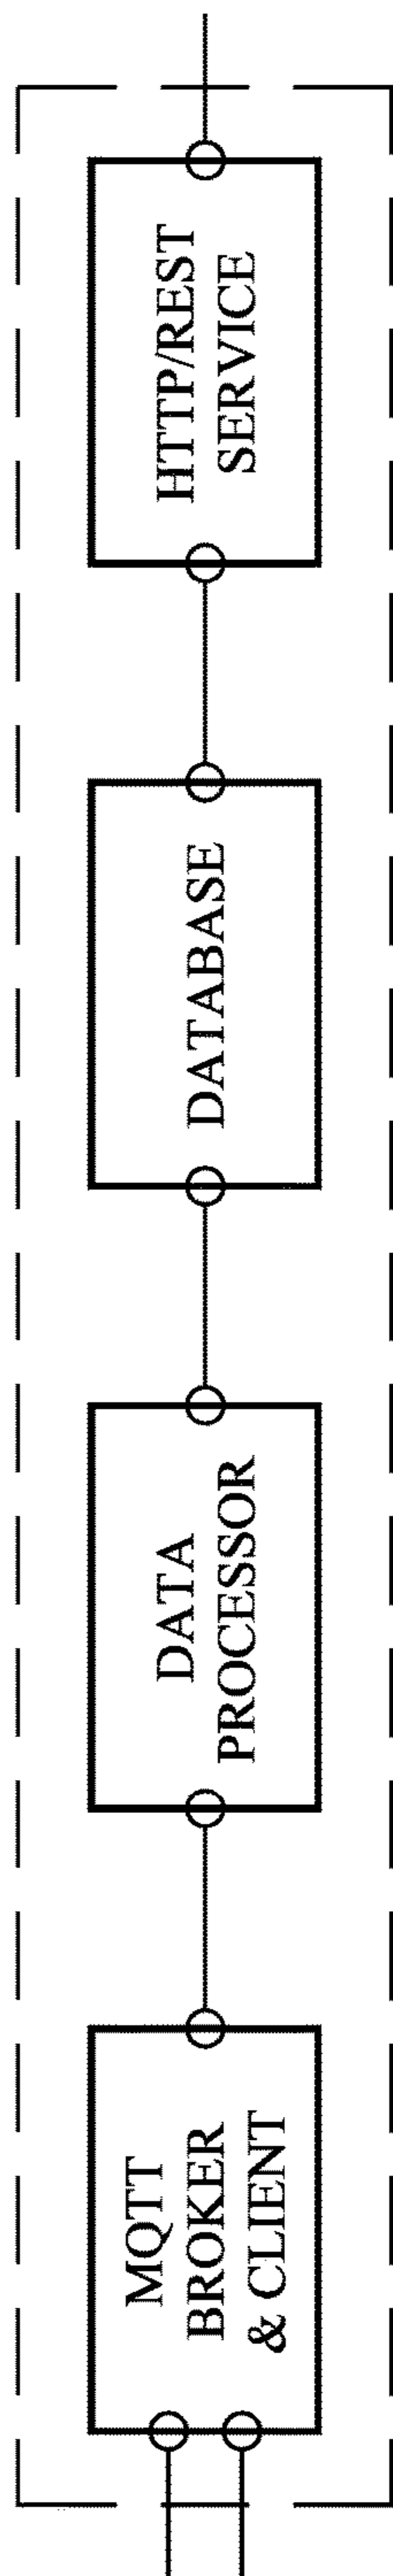 MQTT
BROKER
& CLIENT
DATA
PROCESSOR
DATABASE
HTTP/REST
SERVICE